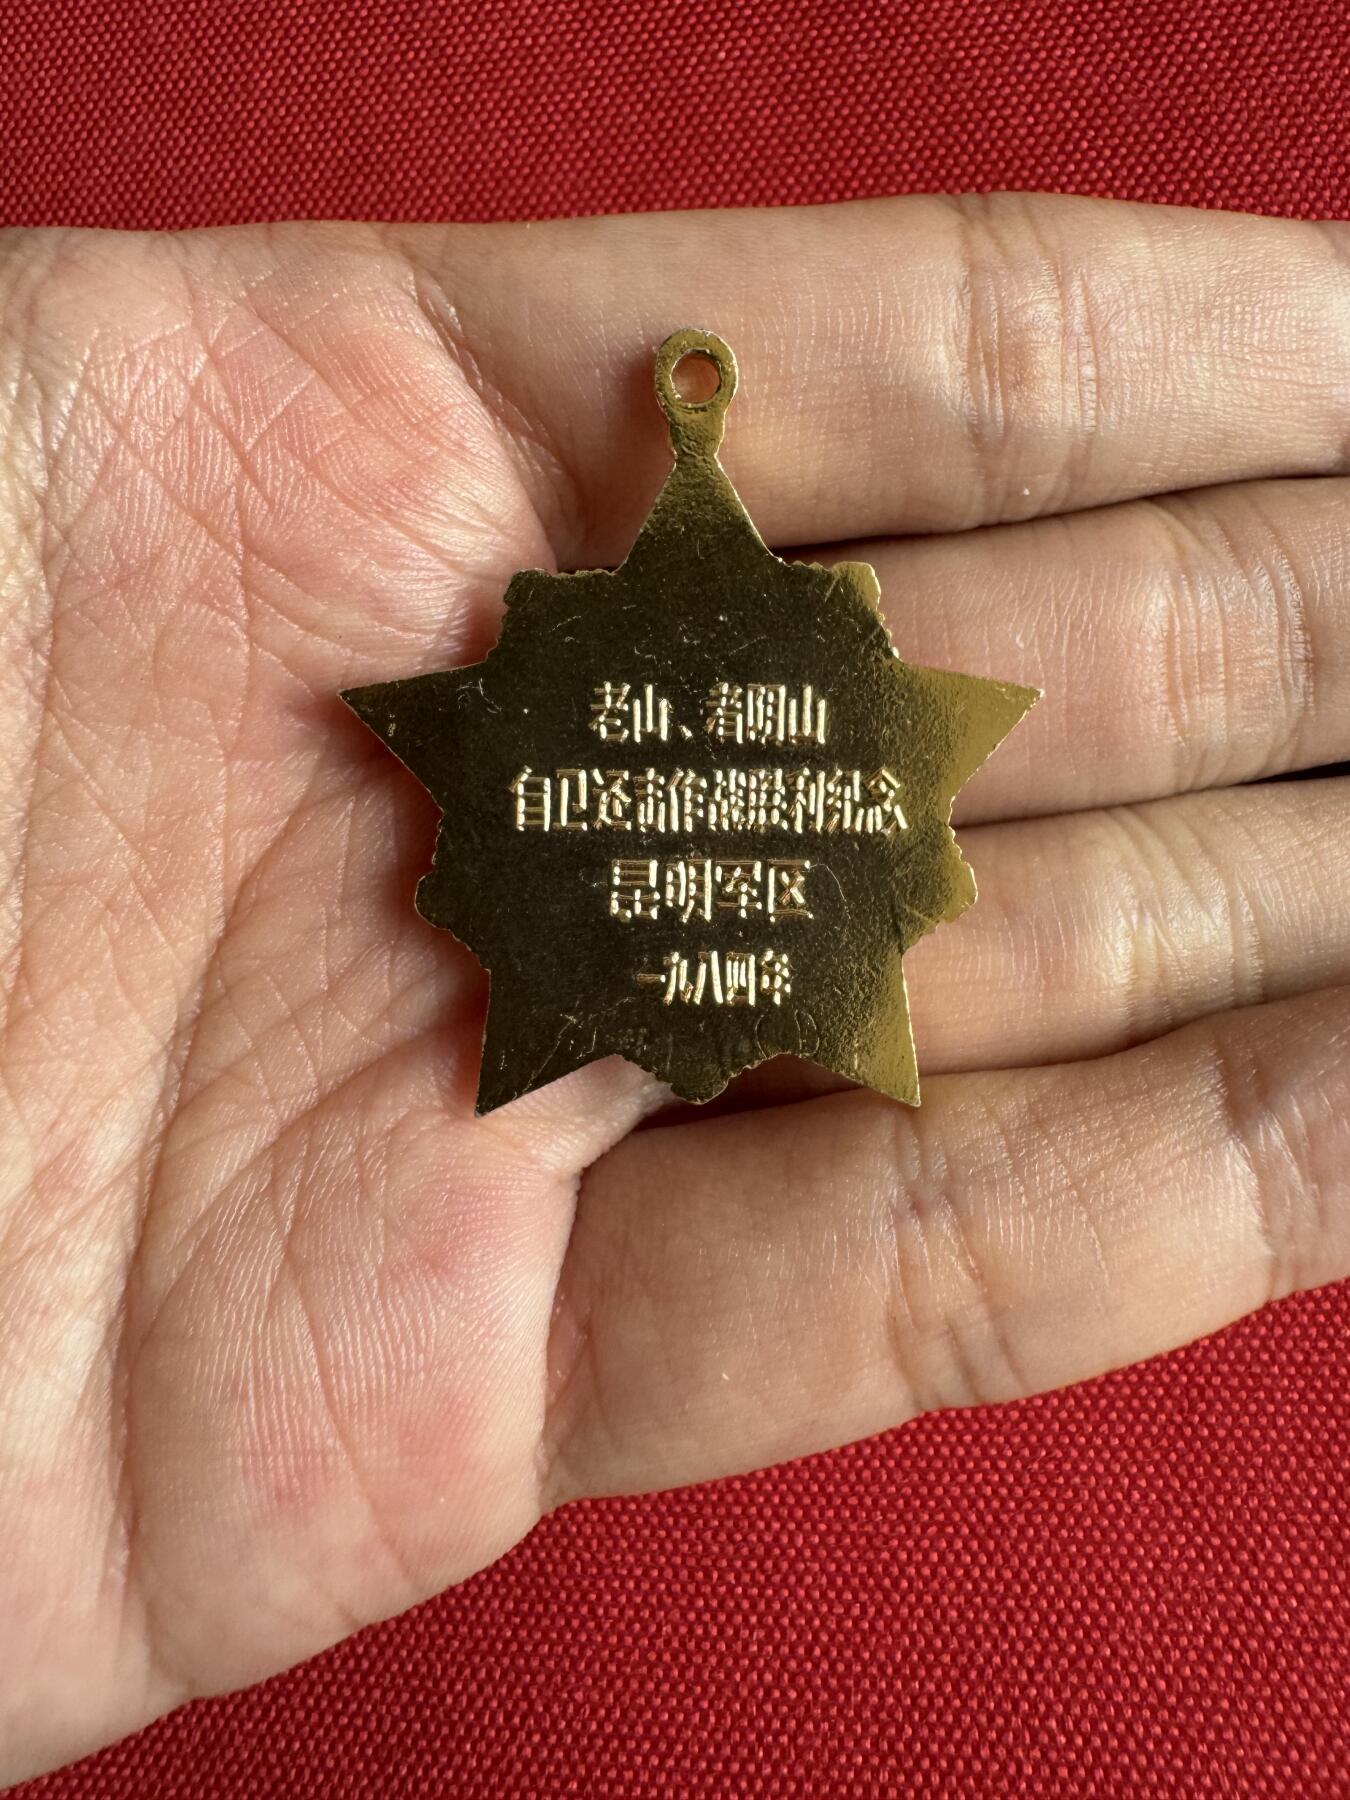 老山、者阴山
自卫还击作战胜利纪念
昆明军区
一九八四年